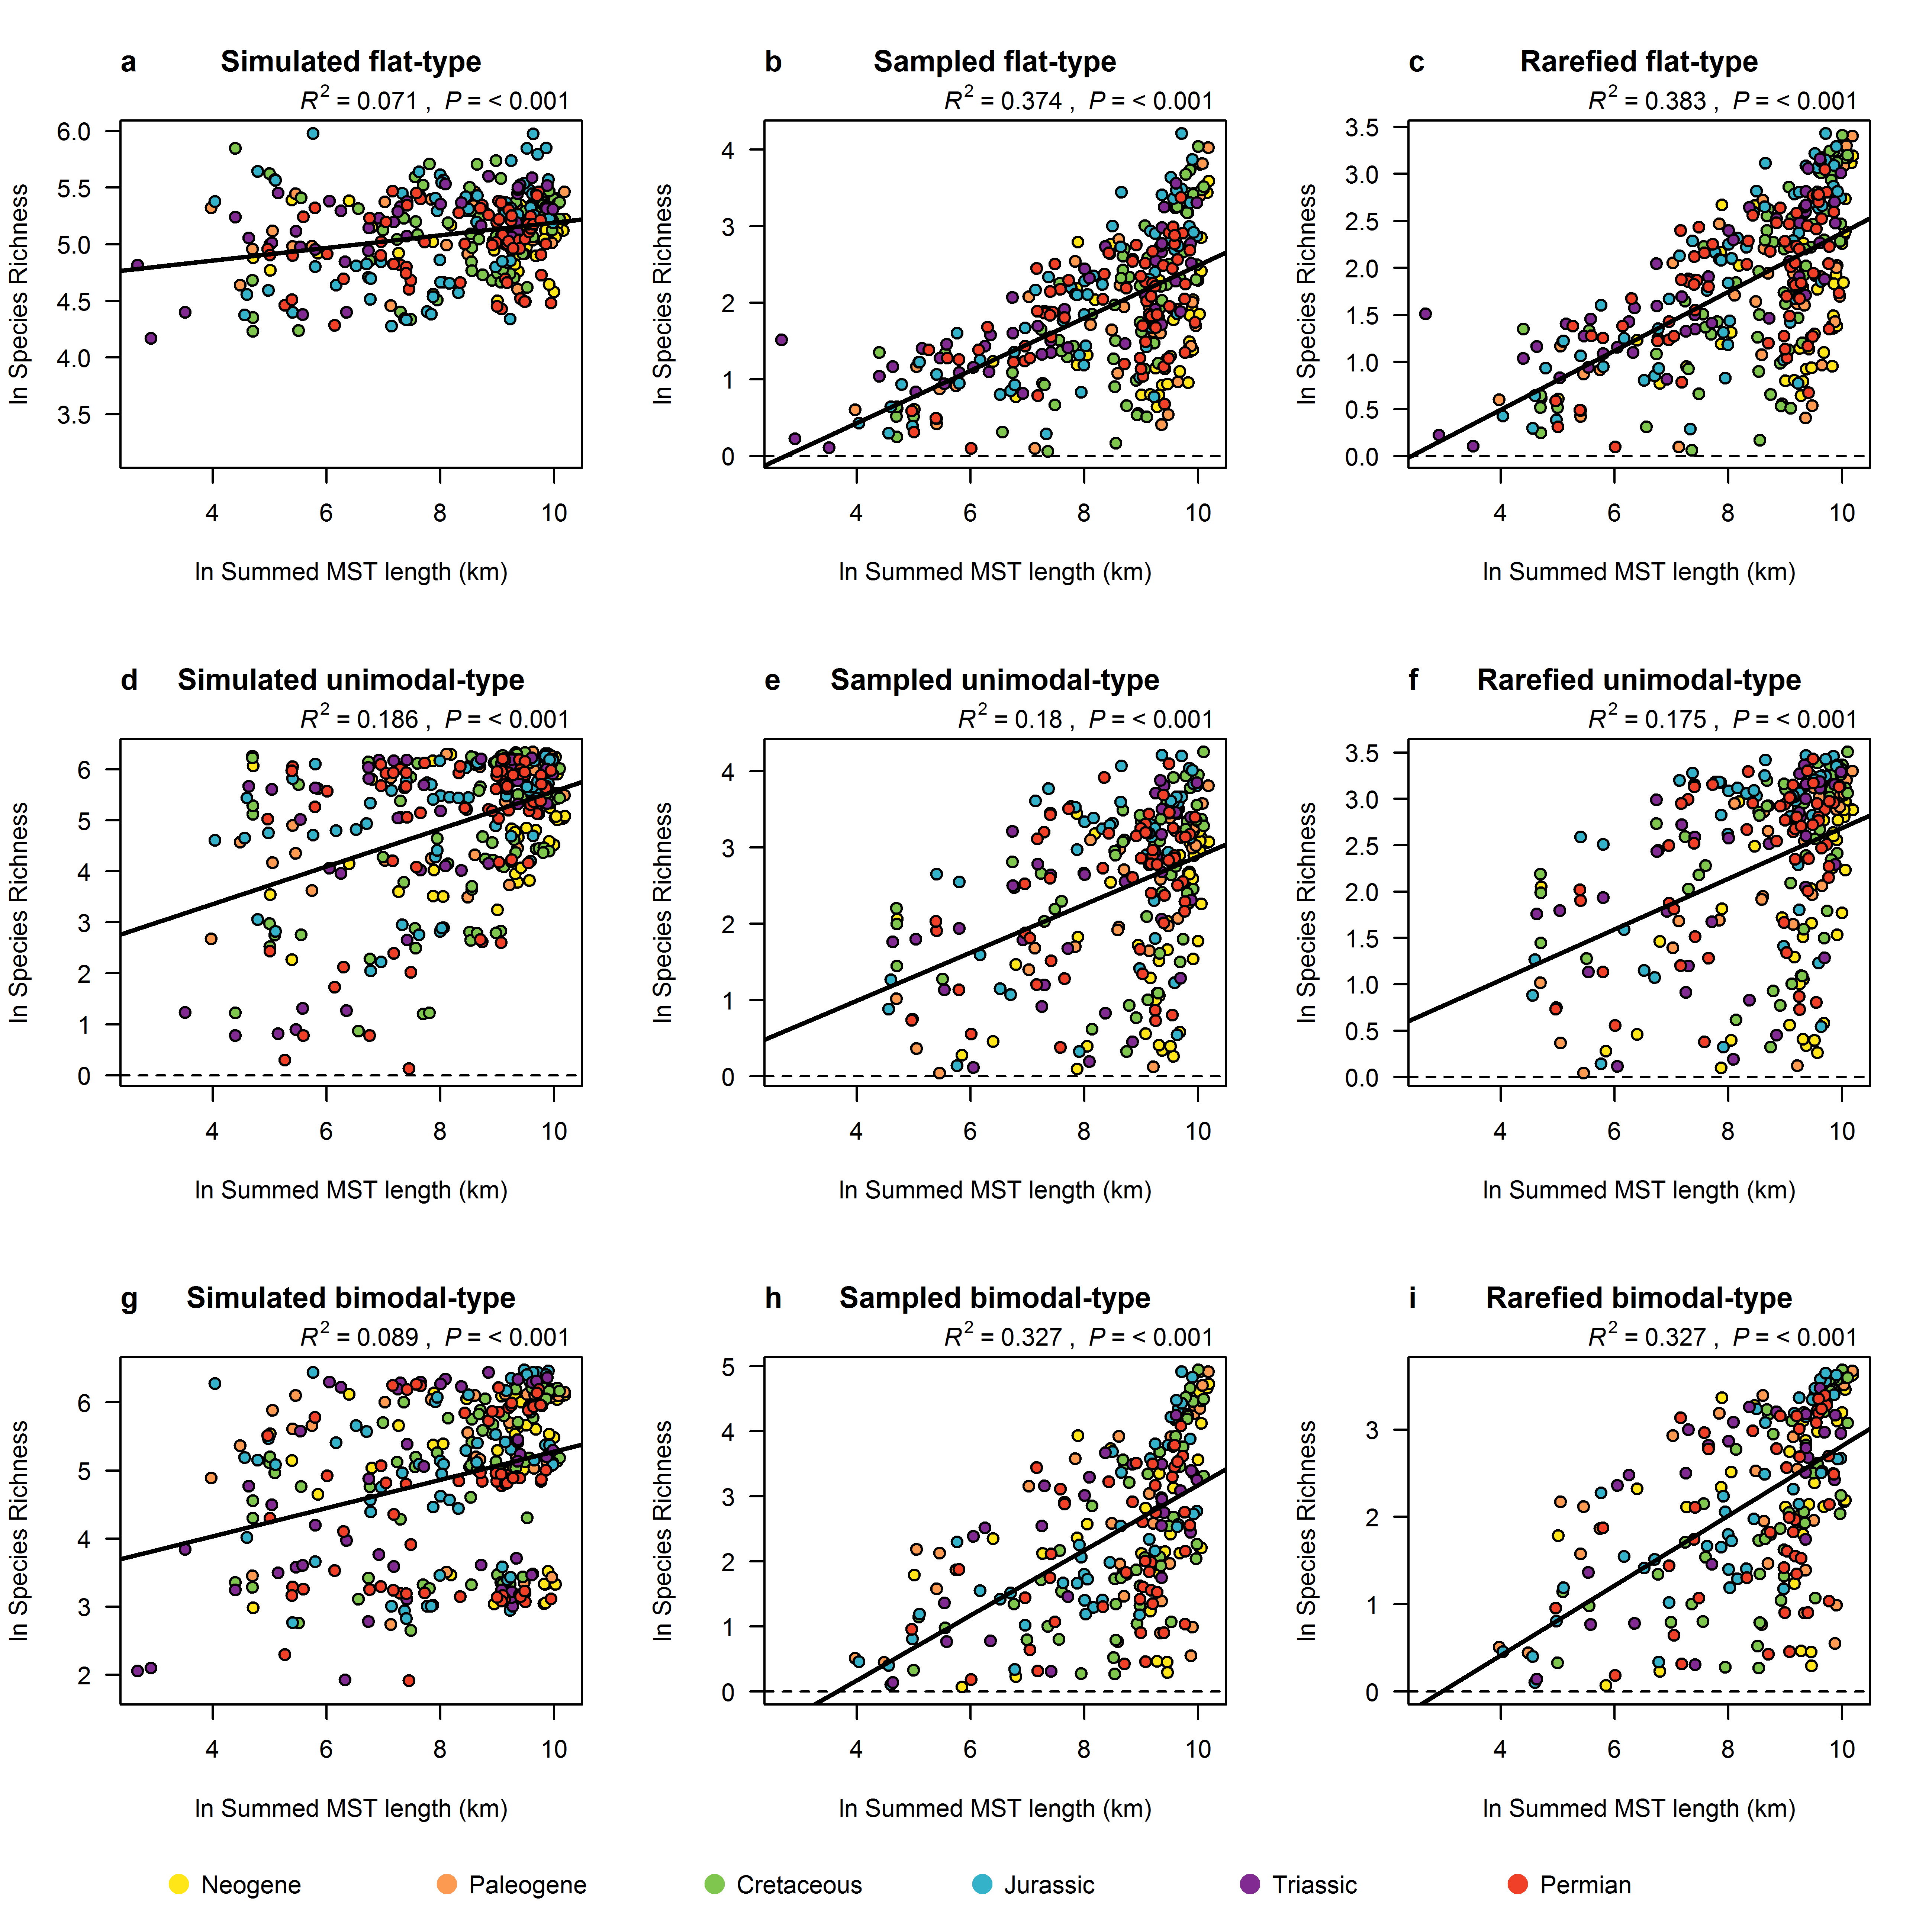 a Simulated flat-type
R2 = 0.071 , P = < 0.001
6.0
5.5
5.0
4.5
4.0
3.5
4 6 8 10
ln Species Richness
ln Summed MST length (km)
b Sampled flat-type
R2 = 0.374 , P = < 0.001
4
3
2
1
0
4 6 8 10
ln Species Richness
ln Summed MST length (km)
c Rarefied flat-type
R2 = 0.383 , P = < 0.001
3.5
3.0
2.5
2.0
1.5
1.0
0.5
0.0
4 6 8 10
ln Species Richness
ln Summed MST length (km)
d Simulated unimodal-type
R2 = 0.186 , P = < 0.001
6
5
4
3
2
1
0
4 6 8 10
ln Species Richness
ln Summed MST length (km)
e Sampled unimodal-type
R2 = 0.18 , P = < 0.001
4
3
2
1
0
4 6 8 10
ln Species Richness
ln Summed MST length (km)
f Rarefied unimodal-type
R2 = 0.175 , P = < 0.001
3.5
3.0
2.5
2.0
1.5
1.0
0.5
0.0
4 6 8 10
ln Species Richness
ln Summed MST length (km)
g Simulated bimodal-type
R2 = 0.089 , P = < 0.001
6
5
4
3
2
4 6 8 10
ln Species Richness
ln Summed MST length (km)
h Sampled bimodal-type
R2 = 0.327 , P = < 0.001
5
4
3
2
1
0
4 6 8 10
ln Species Richness
ln Summed MST length (km)
i Rarefied bimodal-type
R2 = 0.327 , P = < 0.001
3
2
1
0
4 6 8 10
ln Species Richness
ln Summed MST length (km)
Neogene Paleogene Cretaceous Jurassic Triassic Permian